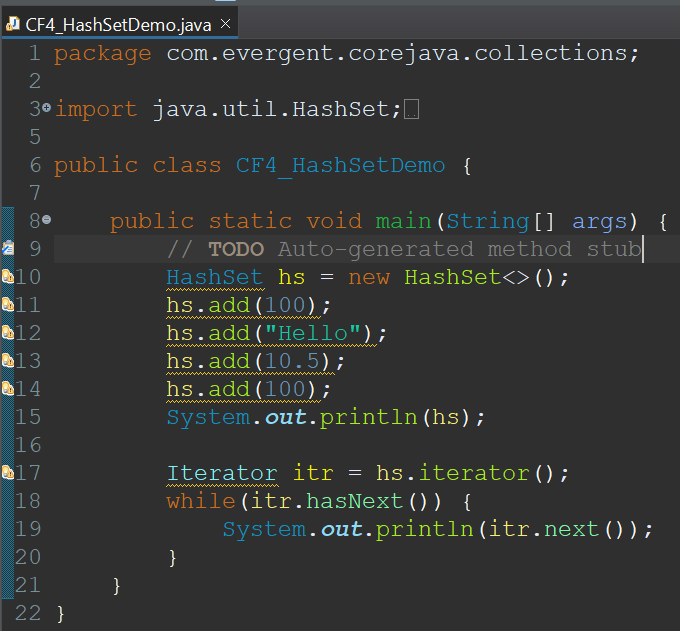 CF4_HashSetDemo.java ×
1 package com.evergent.corejava.collections;
2
3 import java.util.HashSet;
5
6 public class CF4_HashSetDemo {
7
8 public static void main(String[] args) {
9 // TODO Auto-generated method stub
10 HashSet hs = new HashSet<>();
11 hs.add(100);
12 hs.add("Hello");
13 hs.add(10.5);
14 hs.add(100);
15 System.out.println(hs);
16
17 Iterator itr = hs.iterator();
18 while(itr.hasNext()) {
19 System.out.println(itr.next());
20 }
21 }
22 }